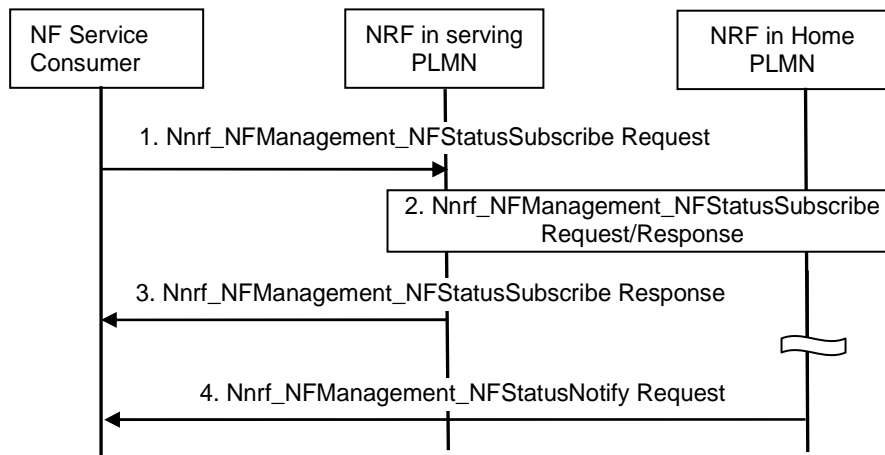 NF Service
Consumer
NRF in serving
PLMN
NRF in Home
PLMN
1. Nnrf_NFManagement_NFStatusSubscribe Request
2. Nnrf_NFManagement_NFStatusSubscribe
Request/Response
3. Nnrf_NFManagement_NFStatusSubscribe Response
4. Nnrf_NFManagement_NFStatusNotify Request